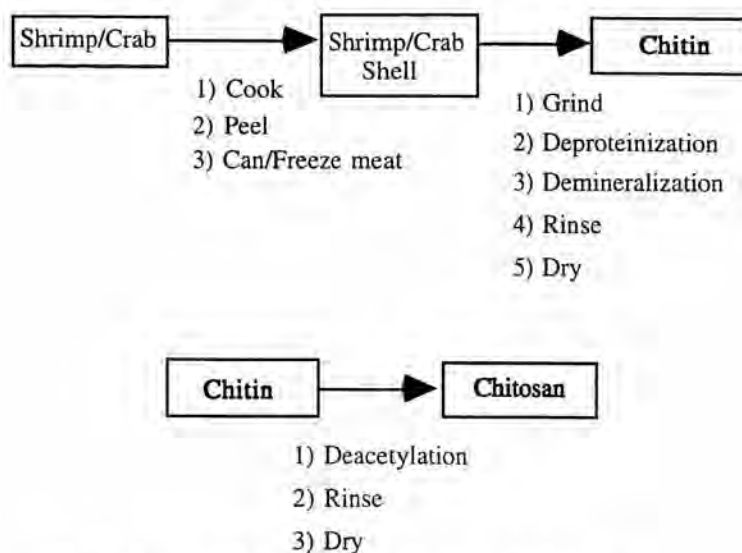 Shrimp/Crab
Shrimp/Crab
Shell
Chitin
1) Cook
2) Peel
3) Can/Freeze meat
1) Grind
2) Deproteinization
3) Demineralization
4) Rinse
5) Dry
Chitin
Chitosan
1) Deacetylation
2) Rinse
3) Dry